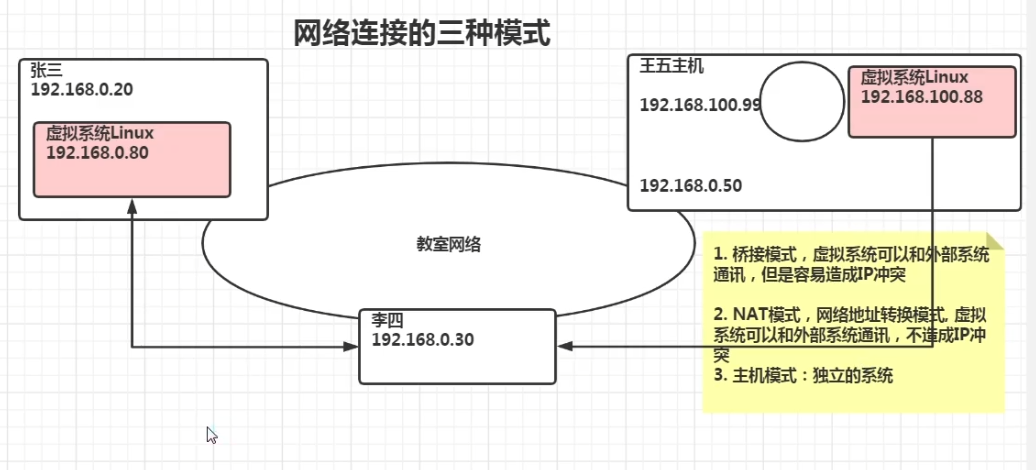 网络连接的三种模式
张三
192.168.0.20
虚拟系统Linux
192.168.0.80
王五主机
192.168.100.99
192.168.0.50
虚拟系统Linux
192.168.100.88
教室网络
李四
192.168.0.30
1. 桥接模式，虚拟系统可以和外部系统
通讯，但是容易造成IP冲突
2. NAT模式，网络地址转换模式, 虚拟
系统可以和外部系统通讯，不造成IP冲
突
3. 主机模式：独立的系统